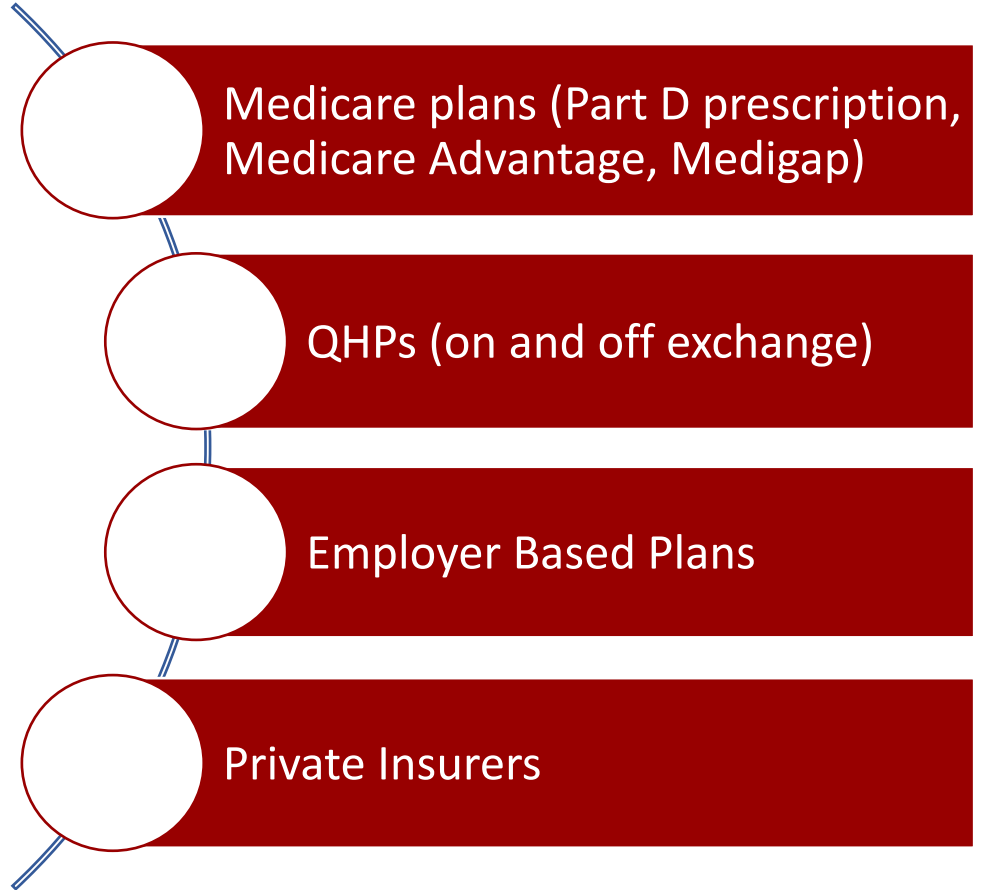 Medicare plans (Part D prescription,
Medicare Advantage, Medigap)
QHPs (on and off exchange)
Employer Based Plans
Private Insurers